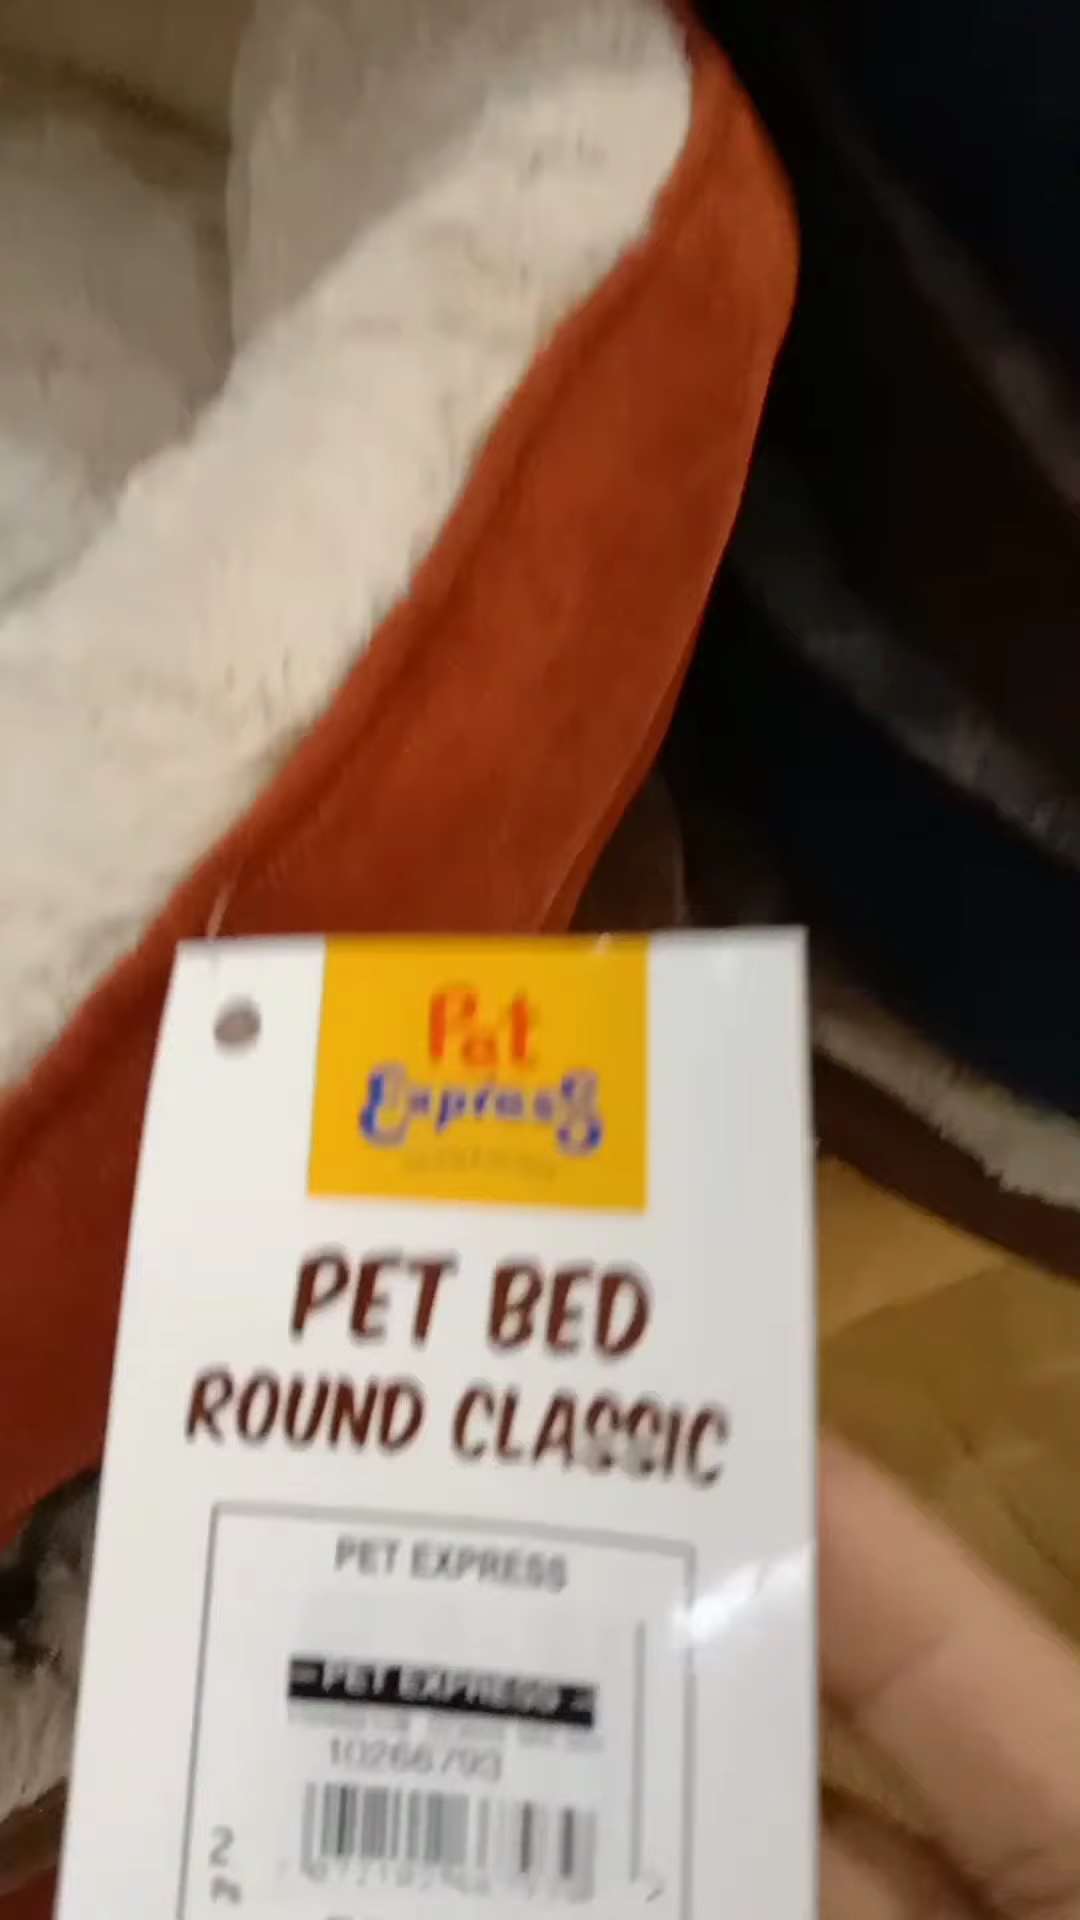 Pet
Express
PET BED
ROUND CLASSIC
PET EXPRESS
PET EXPRESS
10266793
2